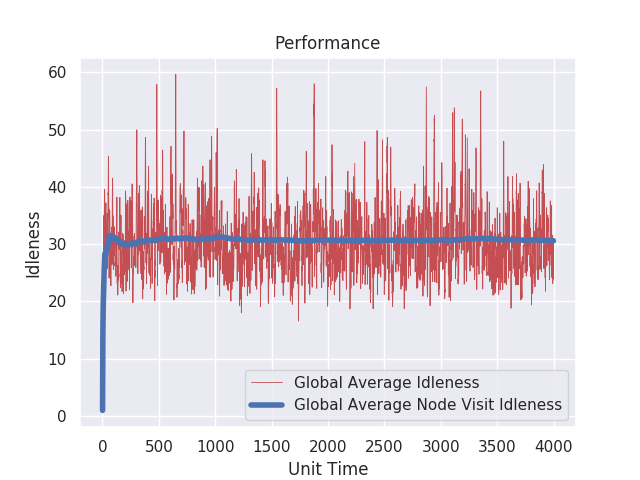 Performance
Idleness
60
50
40
30
20
10
0
Global Average Idleness
Global Average Node Visit Idleness
0 500 1000 1500 2000 2500 3000 3500 4000
Unit Time